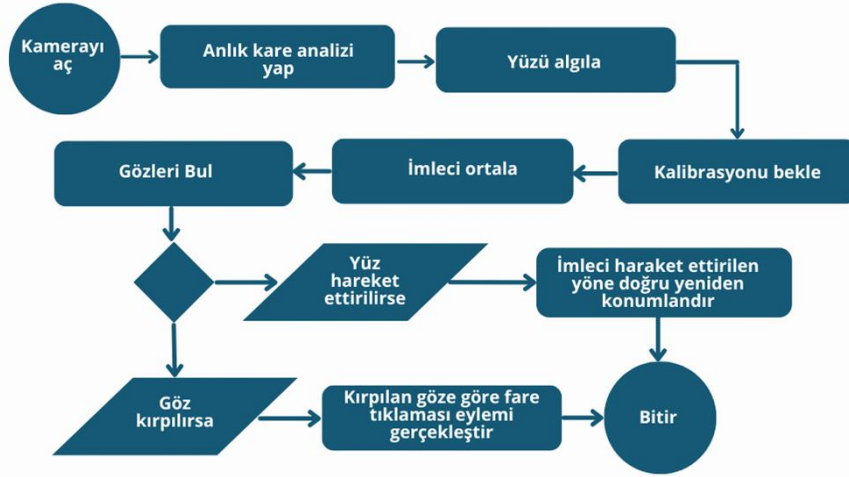 Kamerayı
aç
Anlık kare analizi
yap
Yüzü algıla
Kalibrasyonu bekle
İmleci ortala
Gözleri Bul
Yüz
hareket
ettirilirse
İmleci haraket ettirilen
yöne doğru yeniden
konumlandır
Göz
kırpılırsa
Kırpılan göze göre fare
tıklaması eylemi
gerçekleştir
Bitir